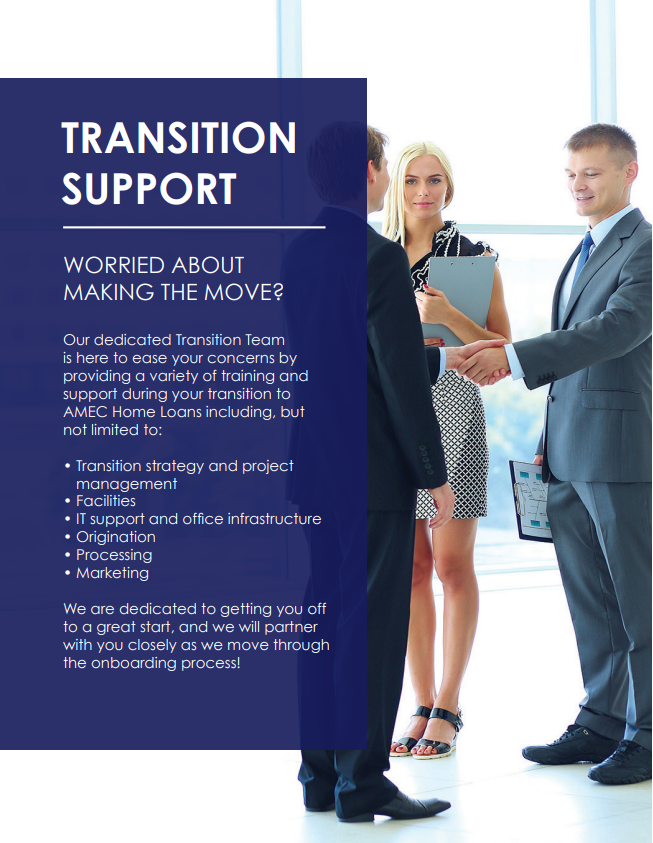 TRANSITION
SUPPORT
WORRIED ABOUT
MAKING THE MOVE?
Our dedicated Transition Team
is here to ease your concerns by
providing a variety of training and
support during your transition to
AMEC Home Loans including, but
not limited to:
• Transition strategy and project
management
• Facilities
• IT support and office infrastructure
• Origination
• Processing
• Marketing
We are dedicated to getting you off
to a great start, and we will partner
with you closely as we move through
the onboarding process!